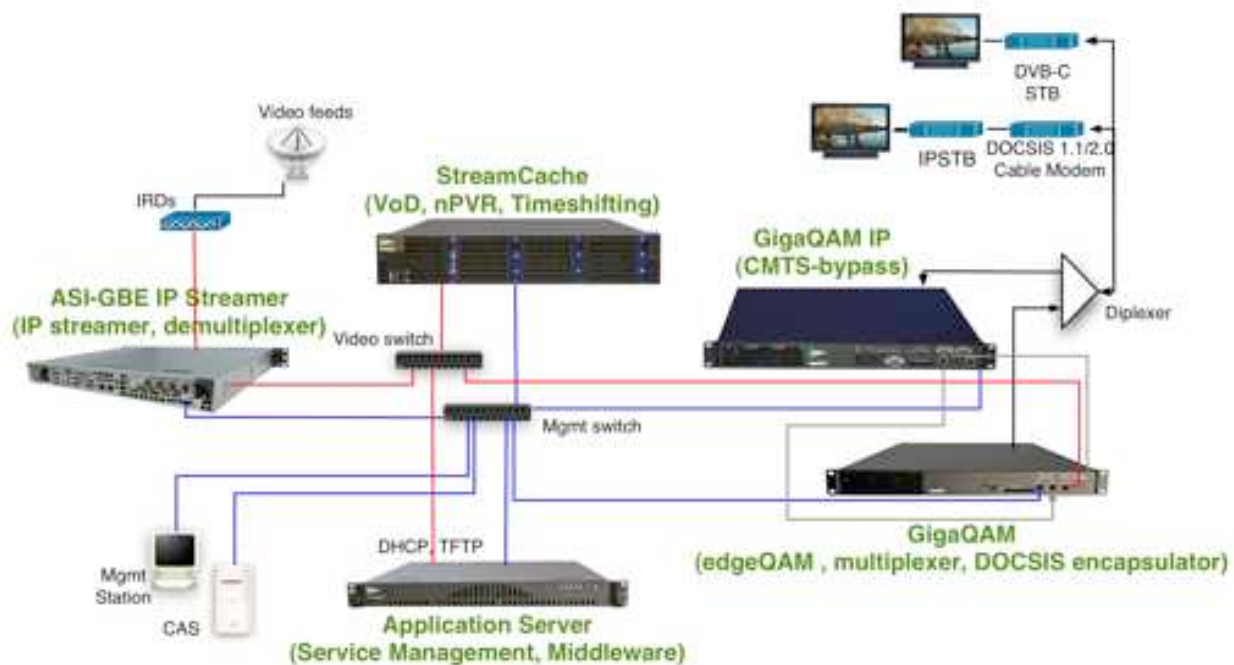 DVB-C
STB
IPSTB
DOCSIS 1.1/2.0
Cable Modem
Video feeds
IRDs
StreamCache
(VoD, nPVR, Timeshifting)
GigaQAM IP
(CMTS-bypass)
ASI-GBE IP Streamer
(IP streamer, demultiplexer)
Diplexer
Video switch
Mgmt switch
GigaQAM
(edgeQAM , multiplexer, DOCSIS encapsulator)
DHCP, TFTP
Mgmt
Station
CAS
Application Server
(Service Management, Middleware)